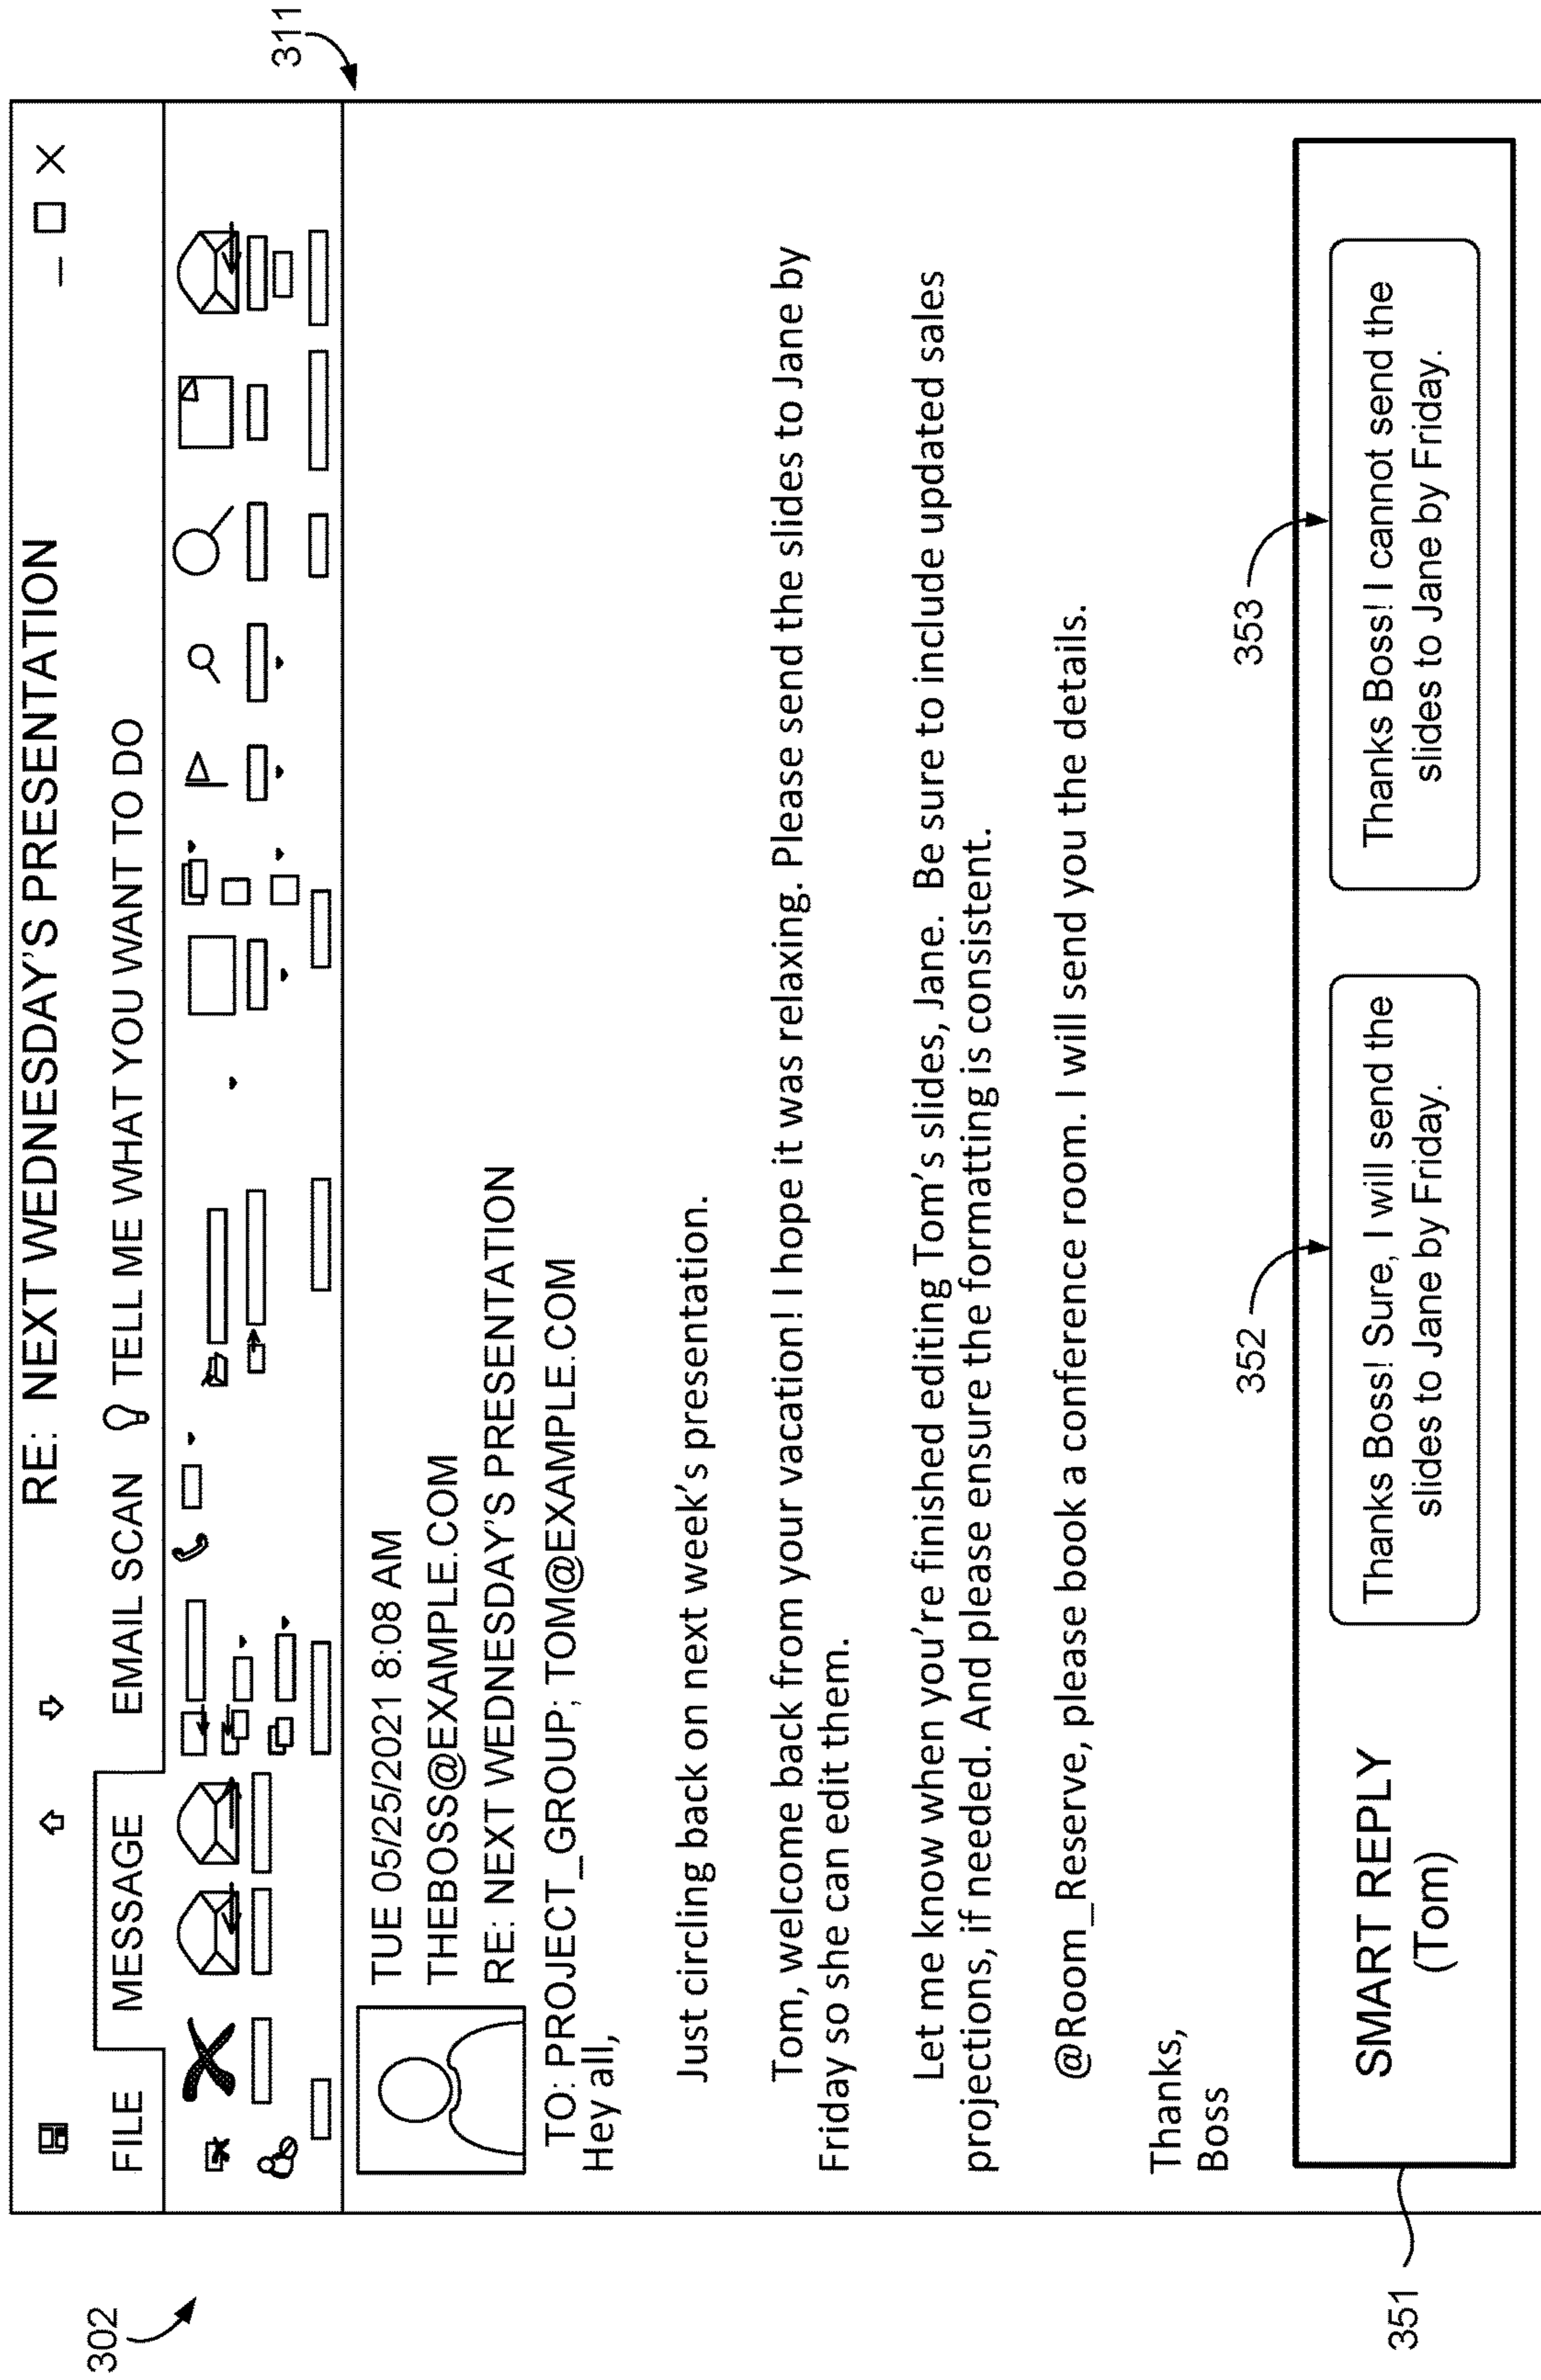 302
311
RE: NEXT WEDNESDAY'S PRESENTATION
FILE MESSAGE EMAIL SCAN TELL ME WHAT YOU WANT TO DO
TUE 05/25/2021 8:08 AM
THEBOSS@EXAMPLE.COM
RE: NEXT WEDNESDAY'S PRESENTATION
TO: PROJECT_GROUP; TOM@EXAMPLE.COM
Hey all,
Just circling back on next week's presentation.
Tom, welcome back from your vacation! I hope it was relaxing. Please send the slides to Jane by
Friday so she can edit them.
Let me know when you're finished editing Tom's slides, Jane. Be sure to include updated sales
projections, if needed. And please ensure the formatting is consistent.
@Room_Reserve, please book a conference room. I will send you the details.
Thanks,
Boss
352
353
351
SMART REPLY
(Tom)
Thanks Boss! Sure, I will send the
slides to Jane by Friday.
Thanks Boss! I cannot send the
slides to Jane by Friday.